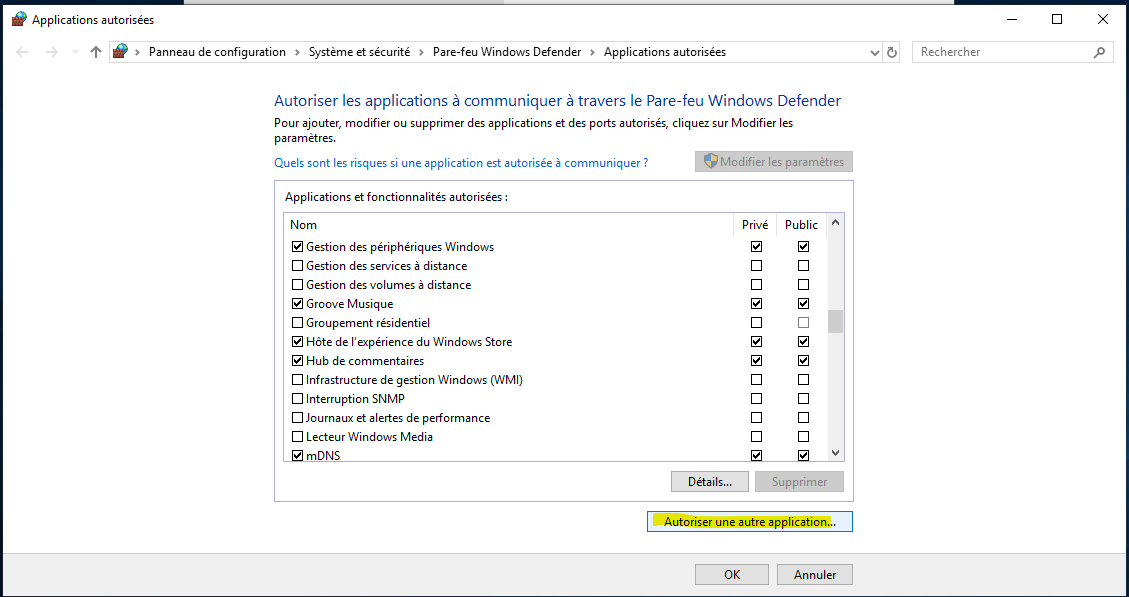 Applications autorisées
Panneau de configuration > Système et sécurité > Pare-feu Windows Defender > Applications autorisées
Rechercher
Autoriser les applications à communiquer à travers le Pare-feu Windows Defender
Pour ajouter, modifier ou supprimer des applications et des ports autorisés, cliquez sur Modifier les
paramètres.
Quels sont les risques si une application est autorisée à communiquer ?
Modifier les paramètres
Applications et fonctionnalités autorisées :
Nom Privé Public
Gestion des périphériques Windows
Gestion des services à distance
Gestion des volumes à distance
Groove Musique
Groupement résidentiel
Hôte de l'expérience du Windows Store
Hub de commentaires
Infrastructure de gestion Windows (WMI)
Interruption SNMP
Journaux et alertes de performance
Lecteur Windows Media
mDNS
Détails... Supprimer
Autoriser une autre application...
OK Annuler